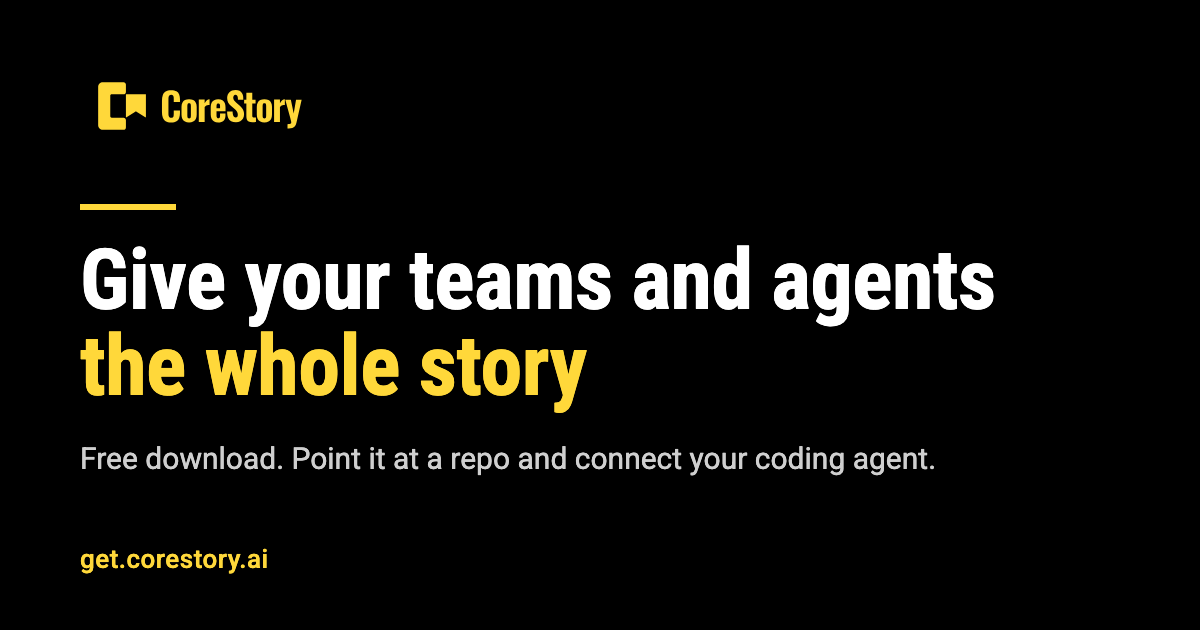 CoreStory
Give your teams and agents
the whole story
Free download. Point it at a repo and connect your coding agent.
get.corestory.ai